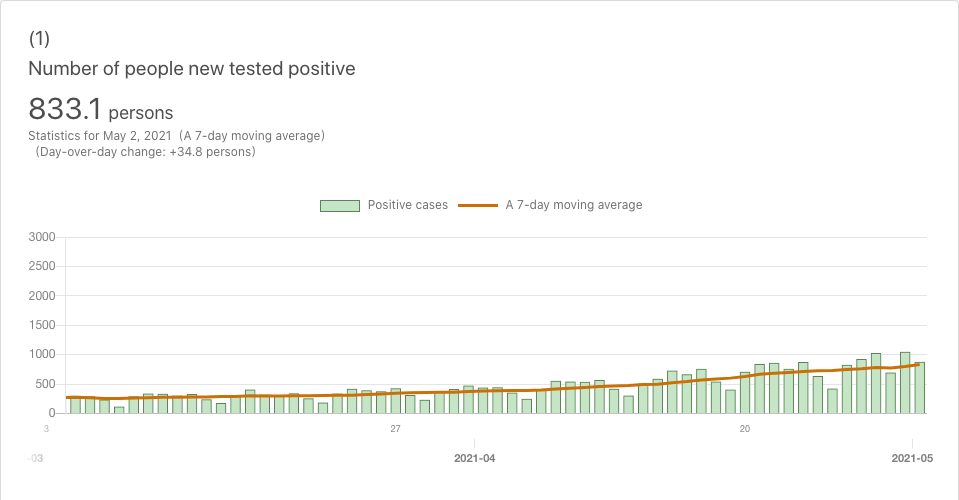 (1)
Number of people new tested positive
833.1 persons
Statistics for May 2, 2021 (A 7-day moving average)
(Day-over-day change: +34.8 persons)
Positive cases A 7-day moving average
3000
2500
2000
1500
1000
500
0
3 27 20
-03 2021-04 2021-05